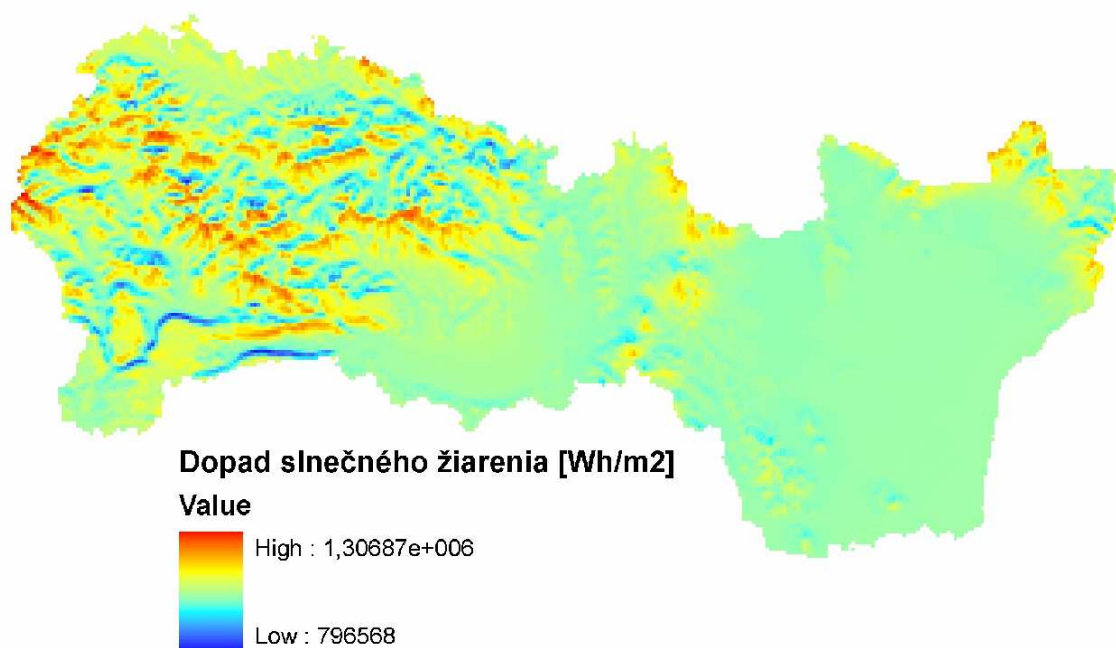 Dopad slnečného žiarenia [Wh/m2]
Value
High : 1,30687e+006
Low : 796568